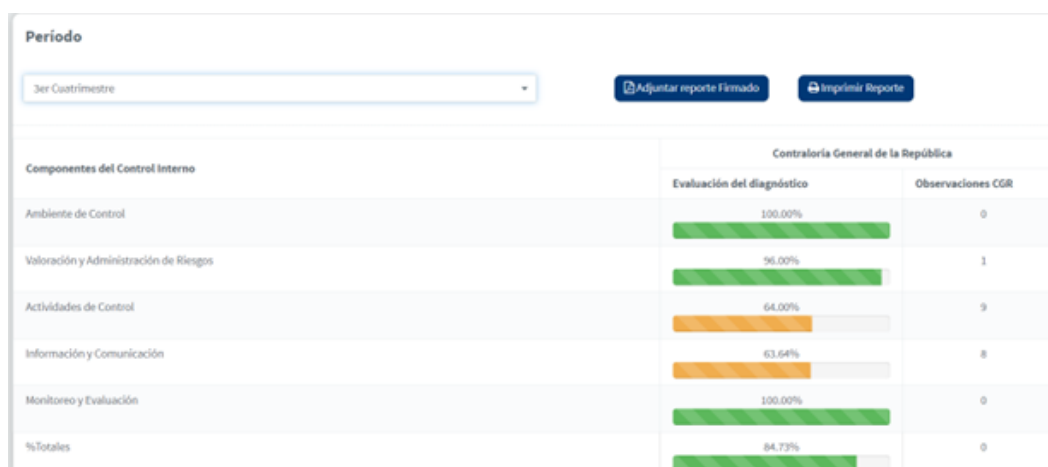 Período
3er Cuatrimestre
Adjuntar reporte Firmado
Imprimir Reporte
Componentes del Control Interno
Contraloría General de la República
Evaluación del diagnóstico
Observaciones CGR
Ambiente de Control
100.00%
0
Valoración y Administración de Riesgos
96.00%
1
Actividades de Control
64.00%
9
Información y Comunicación
63.64%
8
Monitoreo y Evaluación
100.00%
0
%Totales
84.73%
0